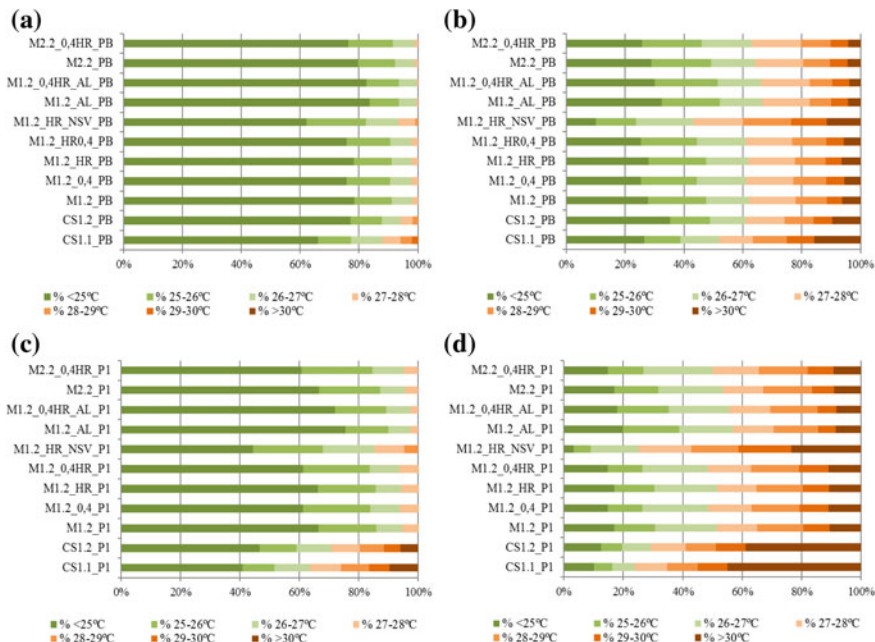 (a)
M2.2_0,4HR_PB
M2.2_PB
M1.2_0,4HR_AL_PB
M1.2_AL_PB
M1.2_HR_NSV_PB
M1.2_HR0,4_PB
M1.2_HR_PB
M1.2_0,4_PB
M1.2_PB
CS1.2_PB
CS1.1_PB
0% 20% 40% 60% 80% 100%
% <25ºC % 25-26ºC % 26-27ºC % 27-28ºC
% 28-29ºC % 29-30ºC % >30ºC
(b)
M2.2_0,4HR_PB
M2.2_PB
M1.2_0,4HR_AL_PB
M1.2_AL_PB
M1.2_HR_NSV_PB
M1.2_HR0,4_PB
M1.2_HR_PB
M1.2_0,4_PB
M1.2_PB
CS1.2_PB
CS1.1_PB
0% 20% 40% 60% 80% 100%
% <25ºC % 25-26ºC % 26-27ºC % 27-28ºC
% 28-29ºC % 29-30ºC % >30ºC
(c)
M2.2_0,4HR_P1
M2.2_P1
M1.2_0,4HR_AL_P1
M1.2_AL_P1
M1.2_HR_NSV_P1
M1.2_0,4HR_P1
M1.2_HR_P1
M1.2_0,4_P1
M1.2_P1
CS1.2_P1
CS1.1_P1
0% 20% 40% 60% 80% 100%
% <25ºC % 25-26ºC % 26-27ºC % 27-28ºC
% 28-29ºC % 29-30ºC % >30ºC
(d)
M2.2_0,4HR_P1
M2.2_P1
M1.2_0,4HR_AL_P1
M1.2_AL_P1
M1.2_HR_NSV_P1
M1.2_0,4HR_P1
M1.2_HR_P1
M1.2_0,4_P1
M1.2_P1
CS1.2_P1
CS1.1_P1
0% 20% 40% 60% 80% 100%
% <25ºC % 25-26ºC % 26-27ºC % 27-28ºC
% 28-29ºC % 29-30ºC % >30ºC